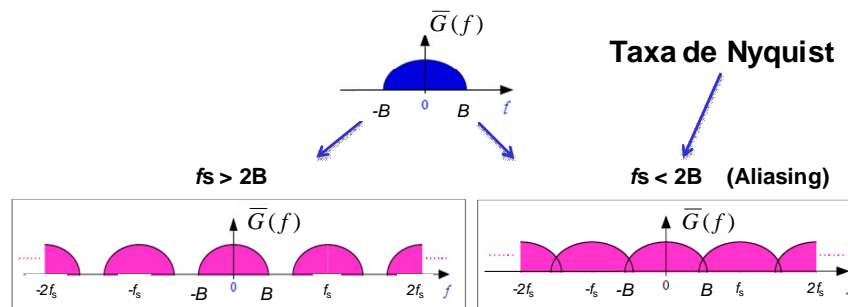 G(f)
Taxa de Nyquist
0 f
-B B
fs > 2B
fs < 2B (Aliasing)
G(f)
-2fs -fs -B 0 B fs 2fs f
G(f)
-2fs -fs -B 0 B fs 2fs